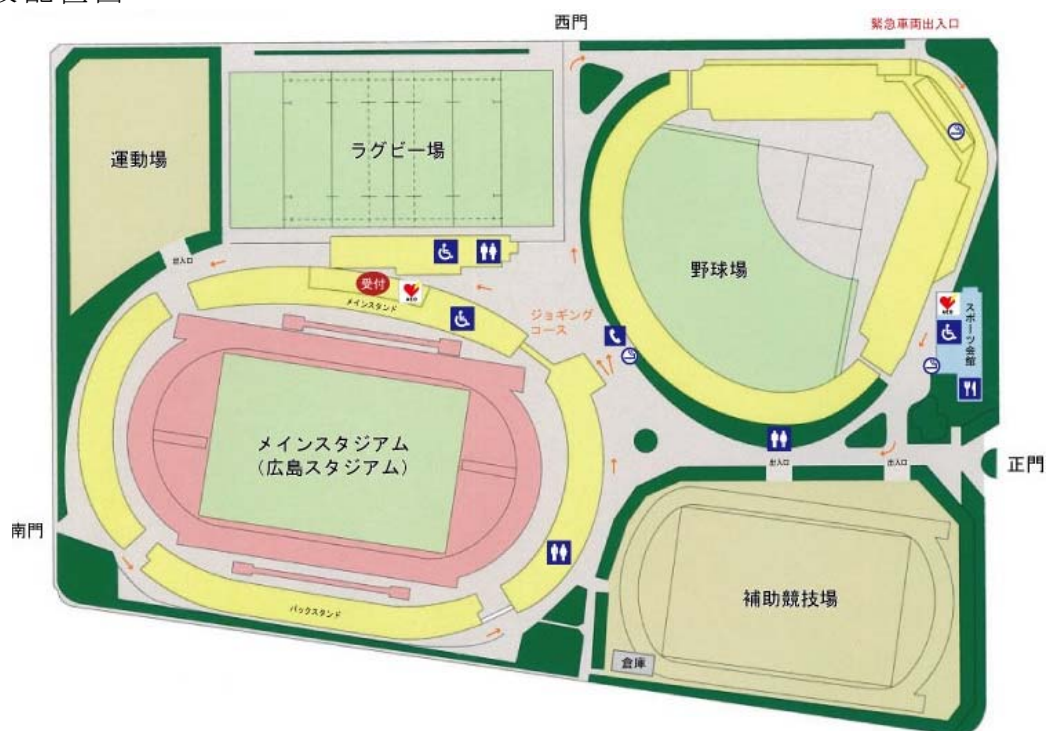 西門
緊急車両出入口
運動場
ラグビー場
野球場
出入口
受付
メインスタンド
ジョギング
コース
スポーツ会館
メインスタジアム
(広島スタジアム)
出入口
出入口
正門
南門
バックスタンド
補助競技場
倉庫